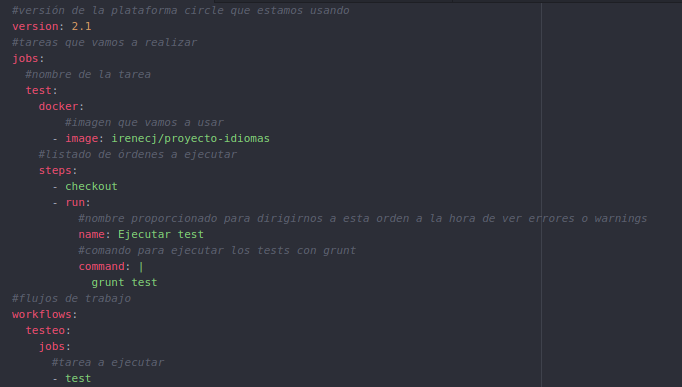 #versión de la plataforma circle que estamos usando
version: 2.1
#tareas que vamos a realizar
jobs:
  #nombre de la tarea
  test:
    docker:
        #imagen que vamos a usar
      - image: irenecj/proyecto-idiomas
    #listado de órdenes a ejecutar
    steps:
      - checkout
      - run:
          #nombre proporcionado para dirigirnos a esta orden a la hora de ver errores o warnings
          name: Ejecutar test
          #comando para ejecutar los tests con grunt
          command: |
            grunt test
#flujos de trabajo
workflows:
  testeo:
    jobs:
      #tarea a ejecutar
      - test